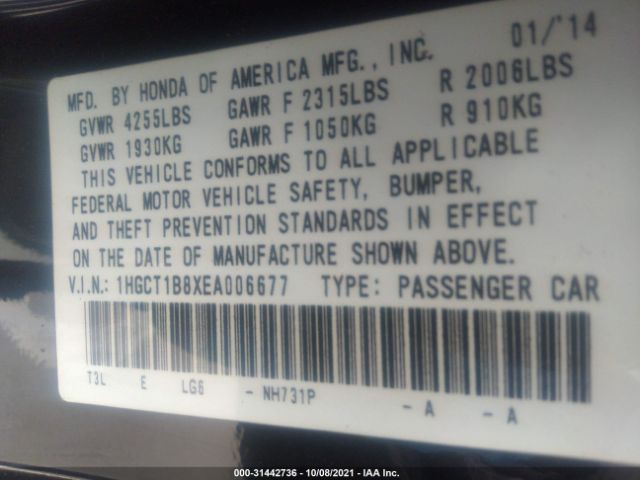 MFD. BY HONDA OF AMERICA MFG., INC. 01/'14
GVWR 4255LBS GAWR F 2315LBS R 2006LBS
GVWR 1930KG GAWR F 1050KG R 910KG
THIS VEHICLE CONFORMS TO ALL APPLICABLE
FEDERAL MOTOR VEHICLE SAFETY, BUMPER,
AND THEFT PREVENTION STANDARDS IN EFFECT
ON THE DATE OF MANUFACTURE SHOWN ABOVE.
V.I.N.: 1HGCT1B8XEA006677 TYPE: PASSENGER CAR
T3L E LG6 - NH731P - A - A
000-31442736 - 10/08/2021 - IAA Inc.